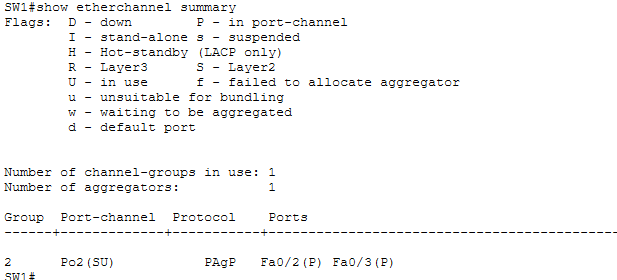 SW1#show etherchannel summary
Flags:  D - down        P - in port-channel
        I - stand-alone s - suspended
        H - Hot-standby (LACP only)
        R - Layer3      S - Layer2
        U - in use      f - failed to allocate aggregator
        u - unsuitable for bundling
        w - waiting to be aggregated
        d - default port
Number of channel-groups in use: 1
Number of aggregators:           1
Group  Port-channel  Protocol    Ports
------+-------------+-----------+----------------------------------------------
2      Po2(SU)           PAgP   Fa0/2(P) Fa0/3(P)
SW1#